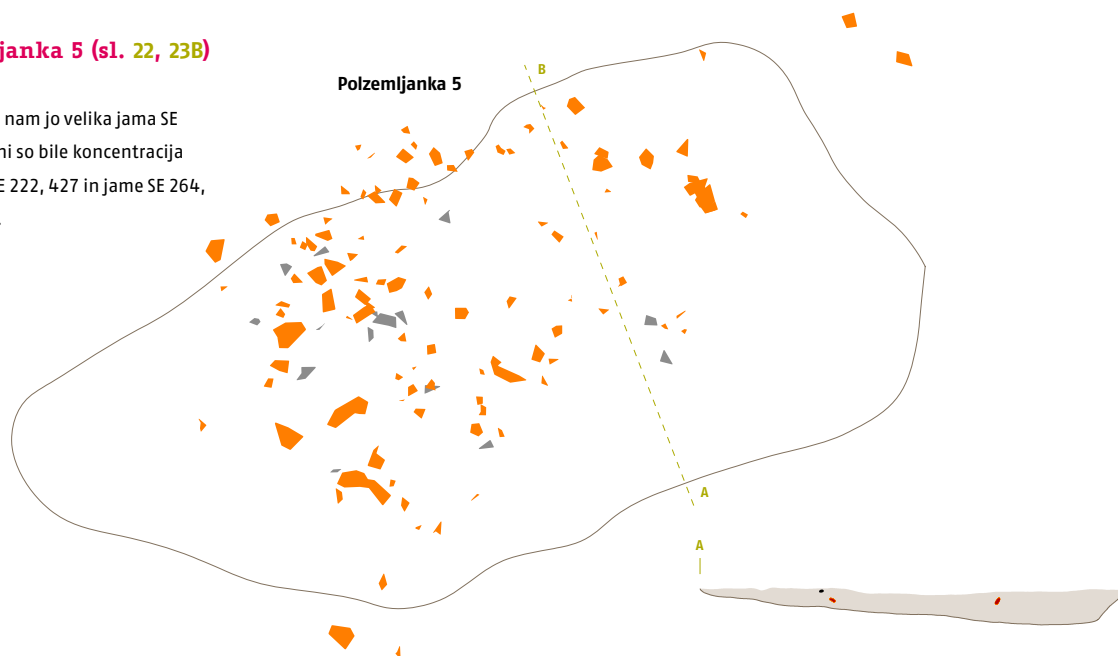 janka 5 (sl. 22, 23B)
nam jo velika jama SE
ni so bile koncentracija
E 222, 427 in jame SE 264,
.
Polzemljanka 5
B
A
A